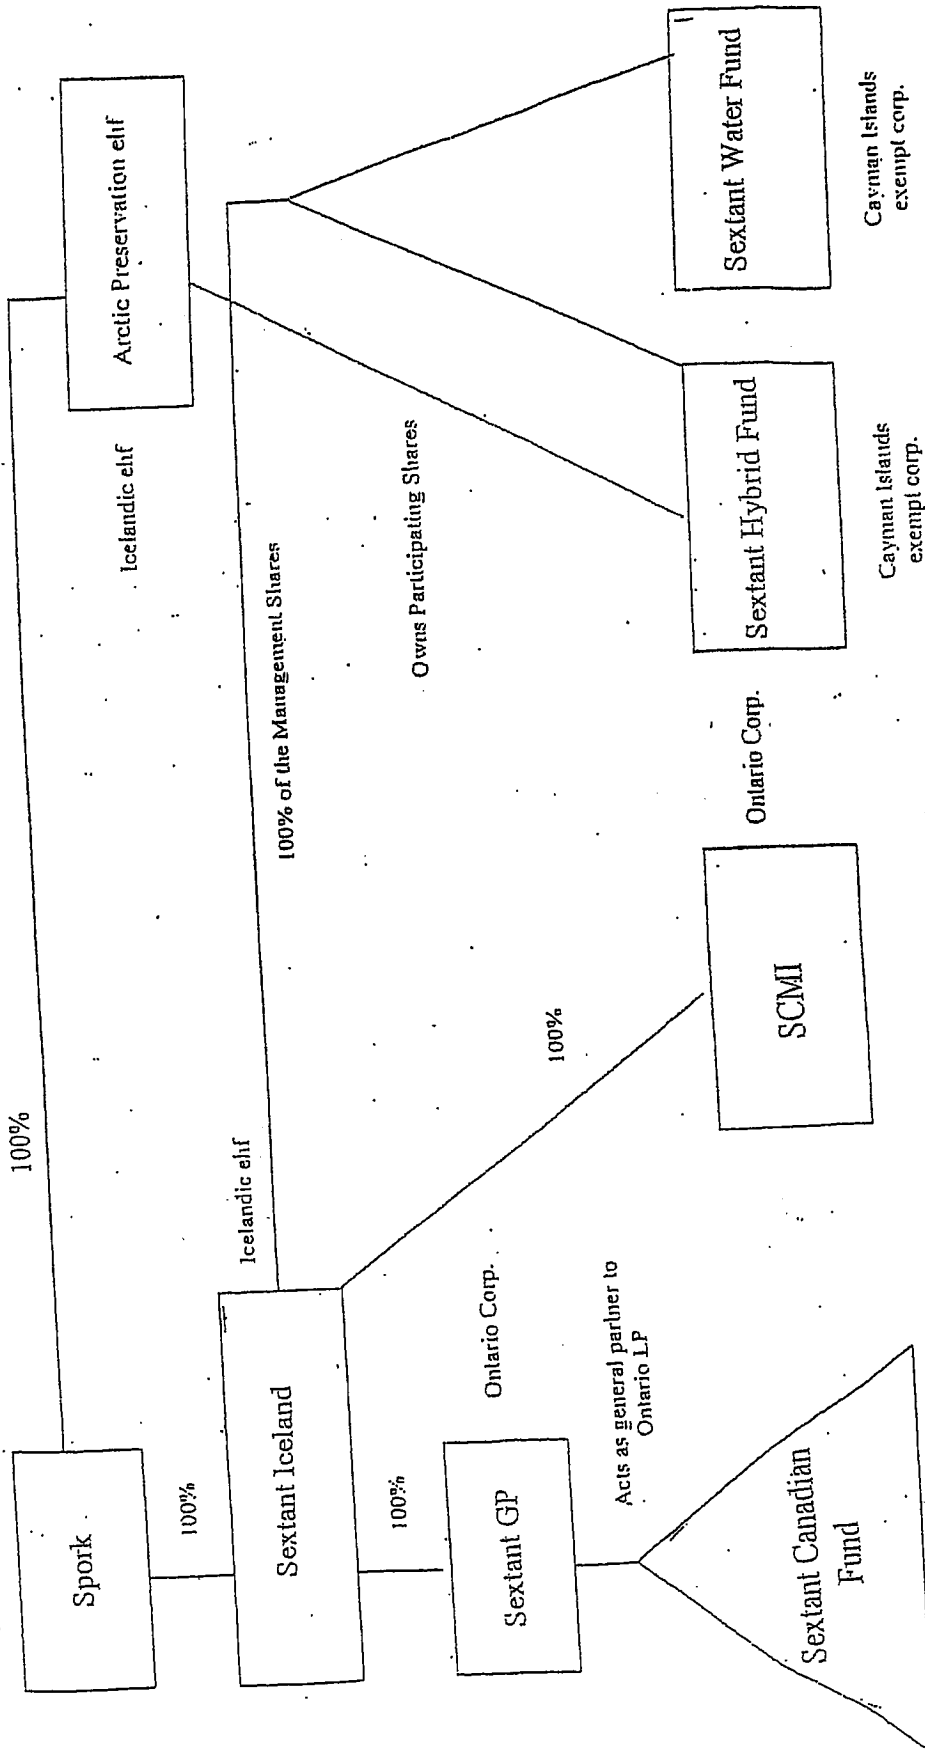 Spork
100%
Arctic Preservation ehf
Icelandic ehf
100%
Sextant Iceland
Icelandic ehf
100% of the Management Shares
Owns Participating Shares
100%
Sextant GP
Ontario Corp.
100%
Acts as general partner to
Ontario LP
Sextant Canadian
Fund
SCMI
Ontario Corp.
Sextant Hybrid Fund
Cayman Islands
exempt corp.
Sextant Water Fund
Cayman Islands
exempt corp.